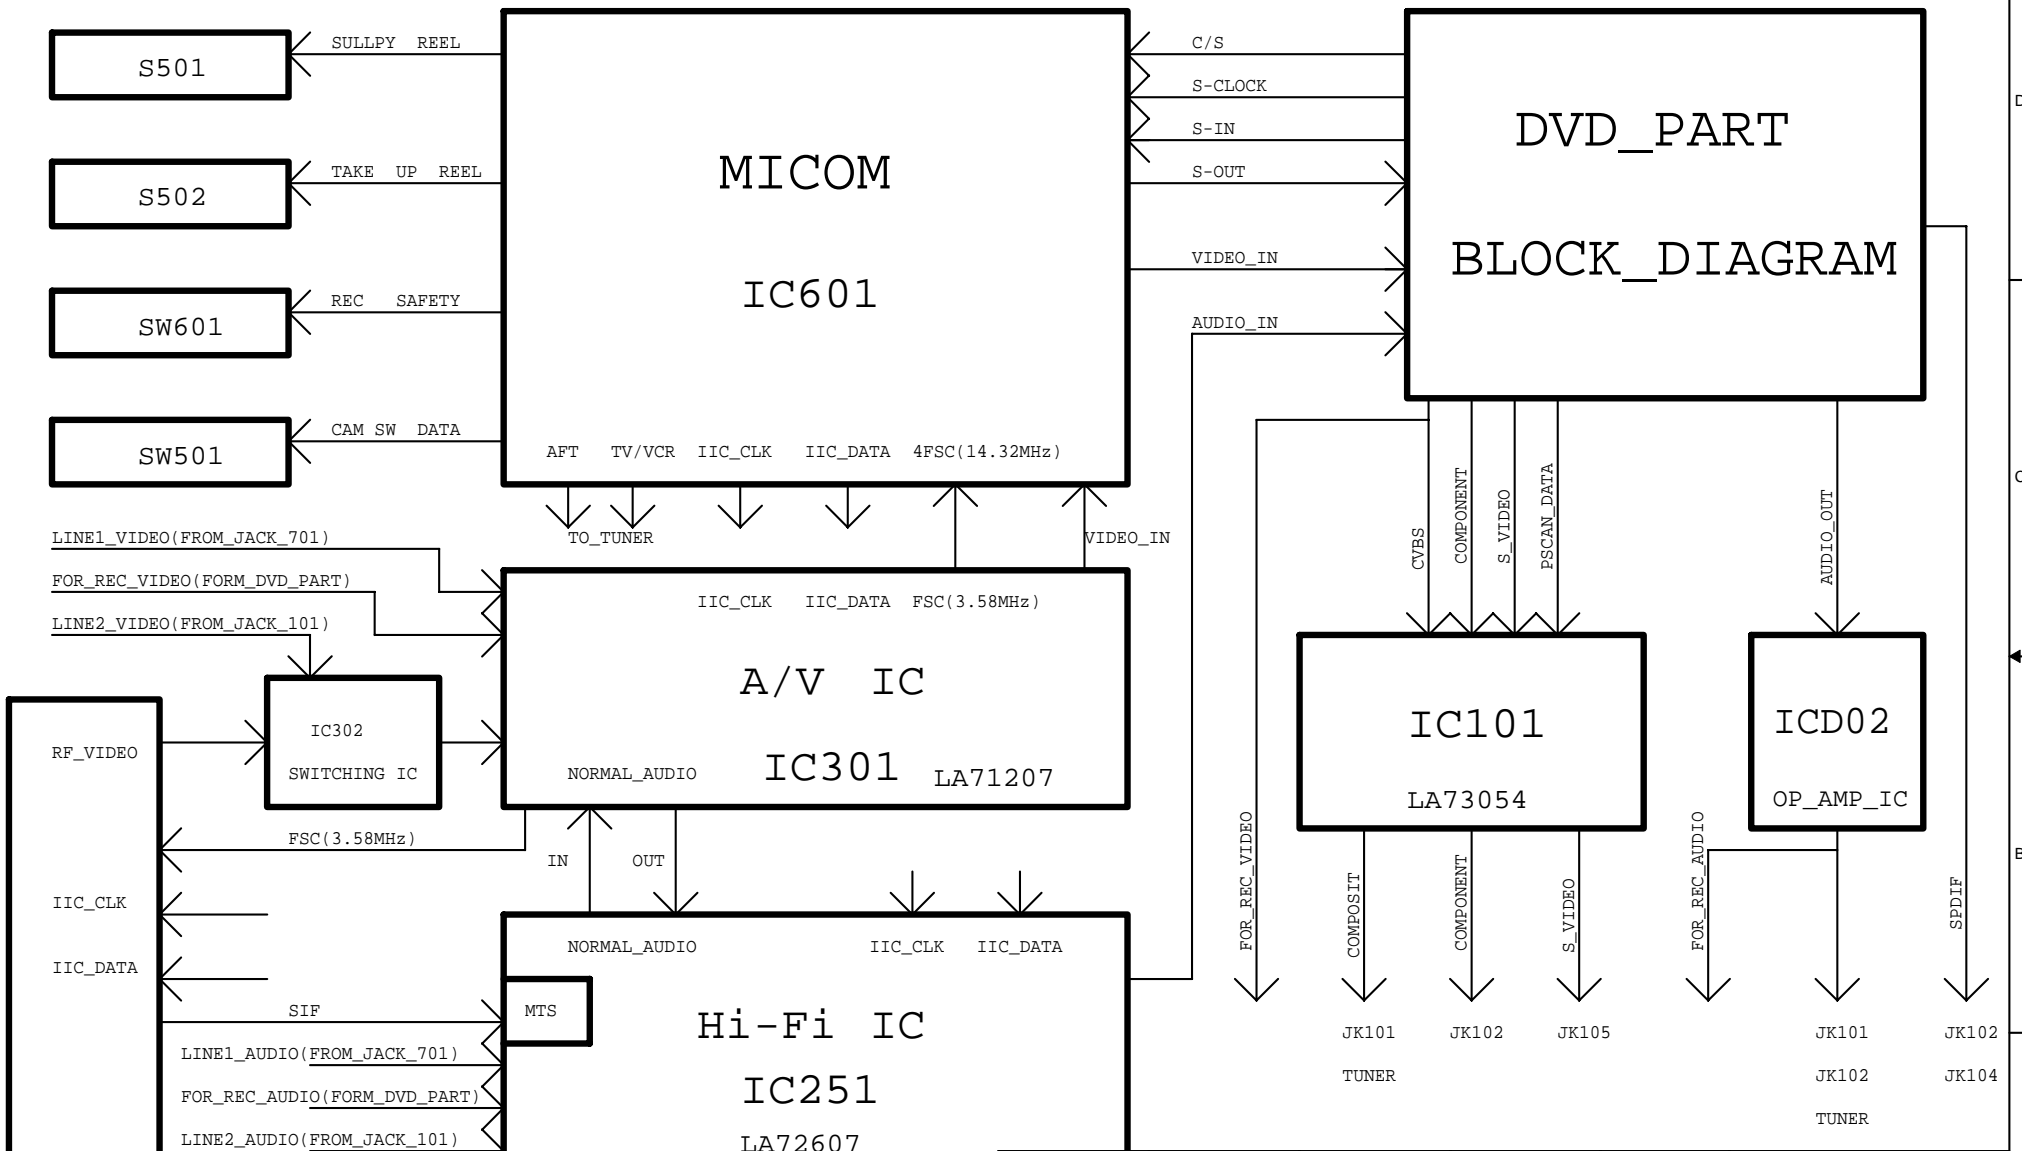 S501
SULLPY REEL
S502
TAKE UP REEL
SW601
REC SAFETY
SW501
CAM SW DATA
MICOM
IC601
AFT TV/VCR IIC_CLK IIC_DATA 4FSC(14.32MHz)
C/S
S-CLOCK
S-IN
S-OUT
VIDEO_IN
AUDIO_IN
DVD_PART
BLOCK_DIAGRAM
D
C
B
TO_TUNER
VIDEO_IN
LINE1_VIDEO(FROM_JACK_701)
FOR_REC_VIDEO(FORM_DVD_PART)
LINE2_VIDEO(FROM_JACK_101)
IIC_CLK IIC_DATA FSC(3.58MHz)
A/V IC
IC301 LA71207
NORMAL_AUDIO
IC302
SWITCHING IC
RF_VIDEO
FSC(3.58MHz)
IIC_CLK
IIC_DATA
IN OUT
NORMAL_AUDIO IIC_CLK IIC_DATA
MTS
SIF
Hi-Fi IC
IC251
LA72607
LINE1_AUDIO(FROM_JACK_701)
FOR_REC_AUDIO(FORM_DVD_PART)
LINE2_AUDIO(FROM_JACK_101)
CVBS
COMPONENT
S_VIDEO
PSCAN_DATA
AUDIO_OUT
IC101
LA73054
ICD02
OP_AMP_IC
FOR_REC_VIDEO
COMPOSIT
COMPONENT
S_VIDEO
FOR_REC_AUDIO
SPDIF
JK101 JK102 JK105 JK101 JK102
TUNER JK102 JK104
TUNER